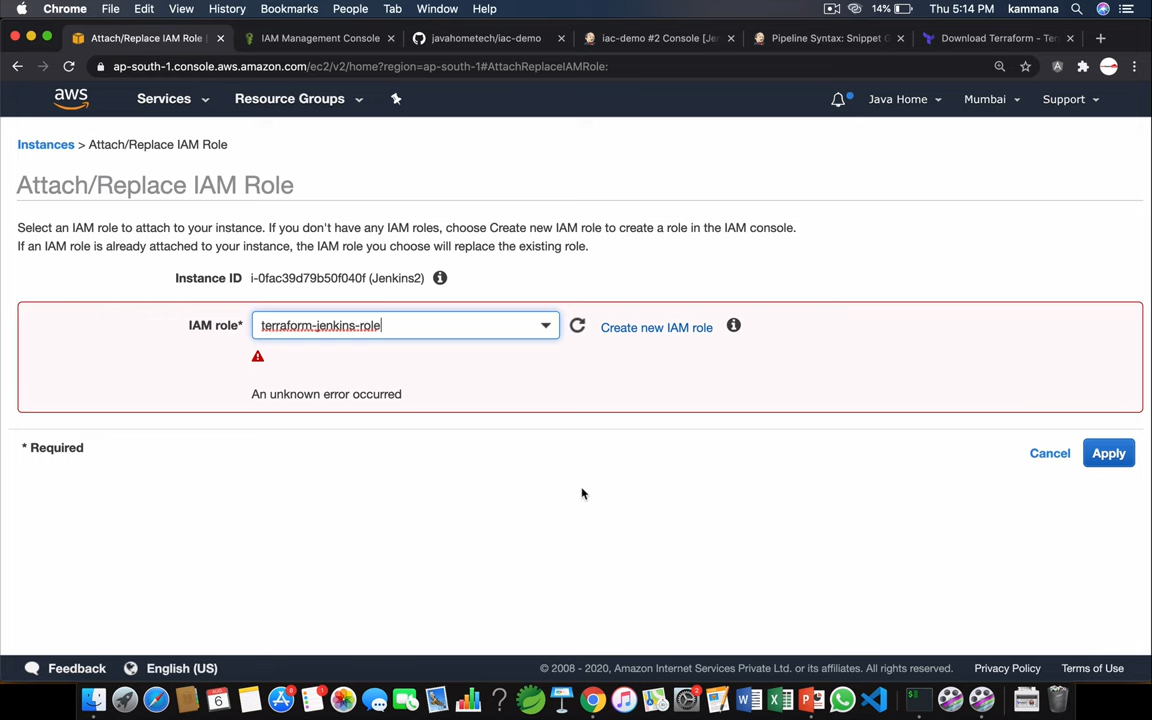 Chrome File Edit View History Bookmarks People Tab Window Help 14% Thu 5:14 PM kammana
Attach/Replace IAM Role
IAM Management Console
javahometech/iac-demo
iac-demo #2 Console [Jen
Pipeline Syntax: Snippet G
Download Terraform - Ter
ap-south-1.console.aws.amazon.com/ec2/v2/home?region=ap-south-1#AttachReplaceIAMRole:
aws Services Resource Groups Java Home Mumbai Support
Instances > Attach/Replace IAM Role
Attach/Replace IAM Role
Select an IAM role to attach to your instance. If you don't have any IAM roles, choose Create new IAM role to create a role in the IAM console.
If an IAM role is already attached to your instance, the IAM role you choose will replace the existing role.
Instance ID i-0fac39d79b50f040f (Jenkins2)
IAM role* terraform-jenkins-role Create new IAM role
An unknown error occurred
* Required
Cancel Apply
Feedback English (US) © 2008 - 2020, Amazon Internet Services Private Ltd. or its affiliates. All rights reserved. Privacy Policy Terms of Use